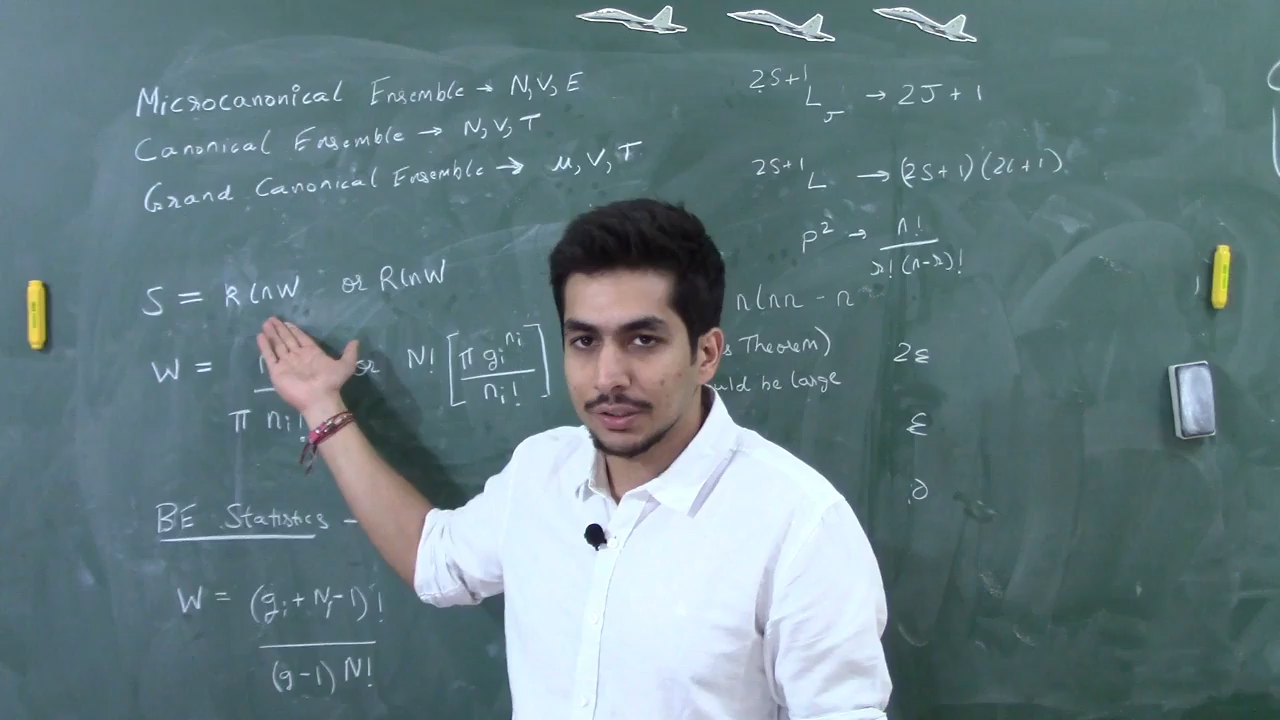 Microcanonical Ensemble → N, V, E
Canonical Ensemble → N, V, T
Grand Canonical Ensemble → μ, V, T
S = k ln W or R ln W
W =
π ni!
or N! [π gi^ni / ni!]
BE Statistics -
W = (gi + Ni - 1)! / (g-1) N!
2S+1 L J → 2J + 1
2S+1 L → (2S+1)(2L+1)
p² → n! / r!(n-r)!
n ln n - n
Theorem)
be large
2ε
ε
0